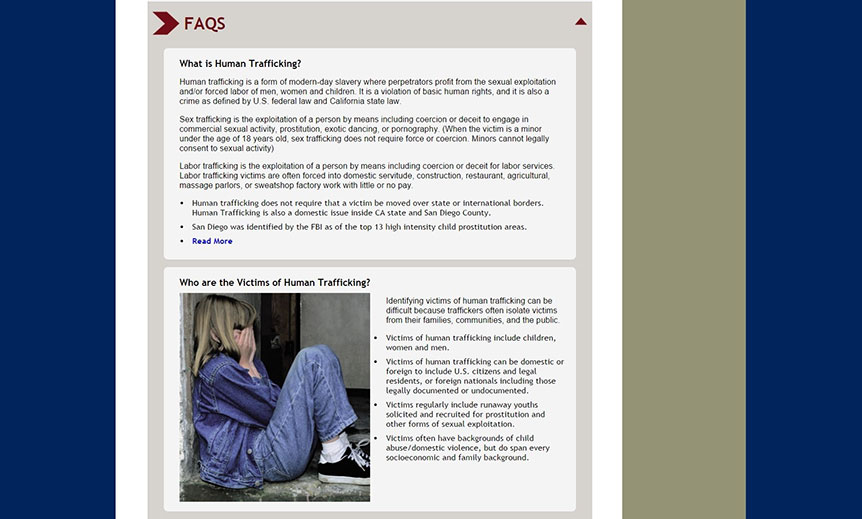 FAQS
What is Human Trafficking?
Human trafficking is a form of modern-day slavery where perpetrators profit from the sexual exploitation
and/or forced labor of men, women and children. It is a violation of basic human rights, and it is also a
crime as defined by U.S. federal law and California state law.
Sex trafficking is the exploitation of a person by means including coercion or deceit to engage in
commercial sexual activity, prostitution, exotic dancing, or pornography. (When the victim is a minor
under the age of 18 years old, sex trafficking does not require force or coercion. Minors cannot legally
consent to sexual activity)
Labor trafficking is the exploitation of a person by means including coercion or deceit for labor services.
Labor trafficking victims are often forced into domestic servitude, construction, restaurant, agricultural,
massage parlors, or sweatshop factory work with little or no pay.
• Human trafficking does not require that a victim be moved over state or international borders.
Human Trafficking is also a domestic issue inside CA state and San Diego County.
• San Diego was identified by the FBI as of the top 13 high intensity child prostitution areas.
• Read More
Who are the Victims of Human Trafficking?
Identifying victims of human trafficking can be
difficult because traffickers often isolate victims
from their families, communities, and the public.
• Victims of human trafficking include children,
women and men.
• Victims of human trafficking can be domestic or
foreign to include U.S. citizens and legal
residents, or foreign nationals including those
legally documented or undocumented.
• Victims regularly include runaway youths
solicited and recruited for prostitution and
other forms of sexual exploitation.
• Victims often have backgrounds of child
abuse/domestic violence, but do span every
socioeconomic and family background.